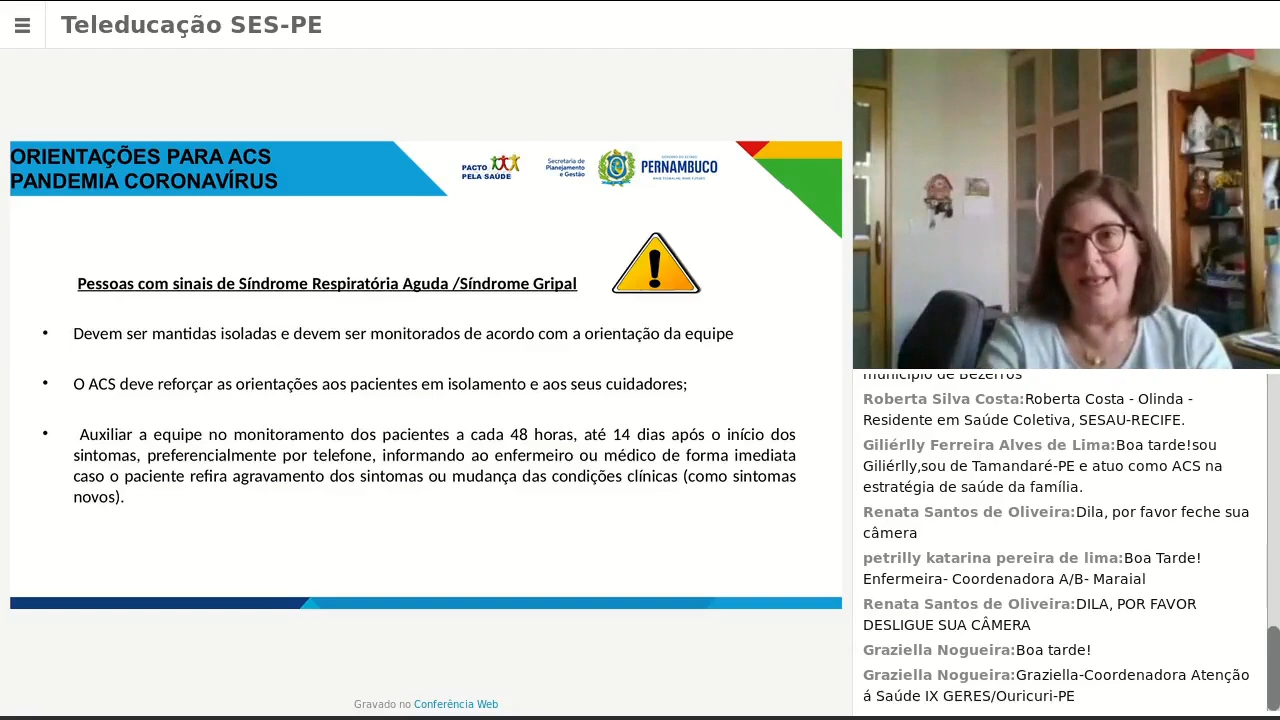 Teleducação SES-PE
ORIENTAÇÕES PARA ACS
PANDEMIA CORONAVÍRUS
PACTO
PELA SAÚDE
Secretaria de
Planejamento
e Gestão
PERNAMBUCO
Pessoas com sinais de Síndrome Respiratória Aguda /Síndrome Gripal
• Devem ser mantidas isoladas e devem ser monitorados de acordo com a orientação da equipe
• O ACS deve reforçar as orientações aos pacientes em isolamento e aos seus cuidadores;
• Auxiliar a equipe no monitoramento dos pacientes a cada 48 horas, até 14 dias após o início dos
sintomas, preferencialmente por telefone, informando ao enfermeiro ou médico de forma imediata
caso o paciente refira agravamento dos sintomas ou mudança das condições clínicas (como sintomas
novos).
Gravado no Conferência Web
município de Bezerros
Roberta Silva Costa:Roberta Costa - Olinda -
Residente em Saúde Coletiva, SESAU-RECIFE.
Giliérlly Ferreira Alves de Lima:Boa tarde!sou
Giliérlly,sou de Tamandaré-PE e atuo como ACS na
estratégia de saúde da família.
Renata Santos de Oliveira:Dila, por favor feche sua
câmera
petrilly katarina pereira de lima:Boa Tarde!
Enfermeira- Coordenadora A/B- Maraial
Renata Santos de Oliveira:DILA, POR FAVOR
DESLIGUE SUA CÂMERA
Graziella Nogueira:Boa tarde!
Graziella Nogueira:Graziella-Coordenadora Atenção
á Saúde IX GERES/Ouricuri-PE